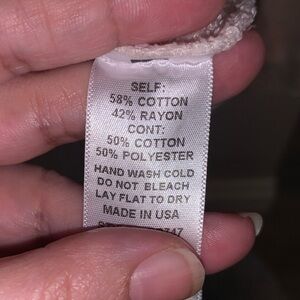 SELF:
58% COTTON
42% RAYON
CONT:
50% COTTON
50% POLYESTER
HAND WASH COLD
DO NOT BLEACH
LAY FLAT TO DRY
MADE IN USA